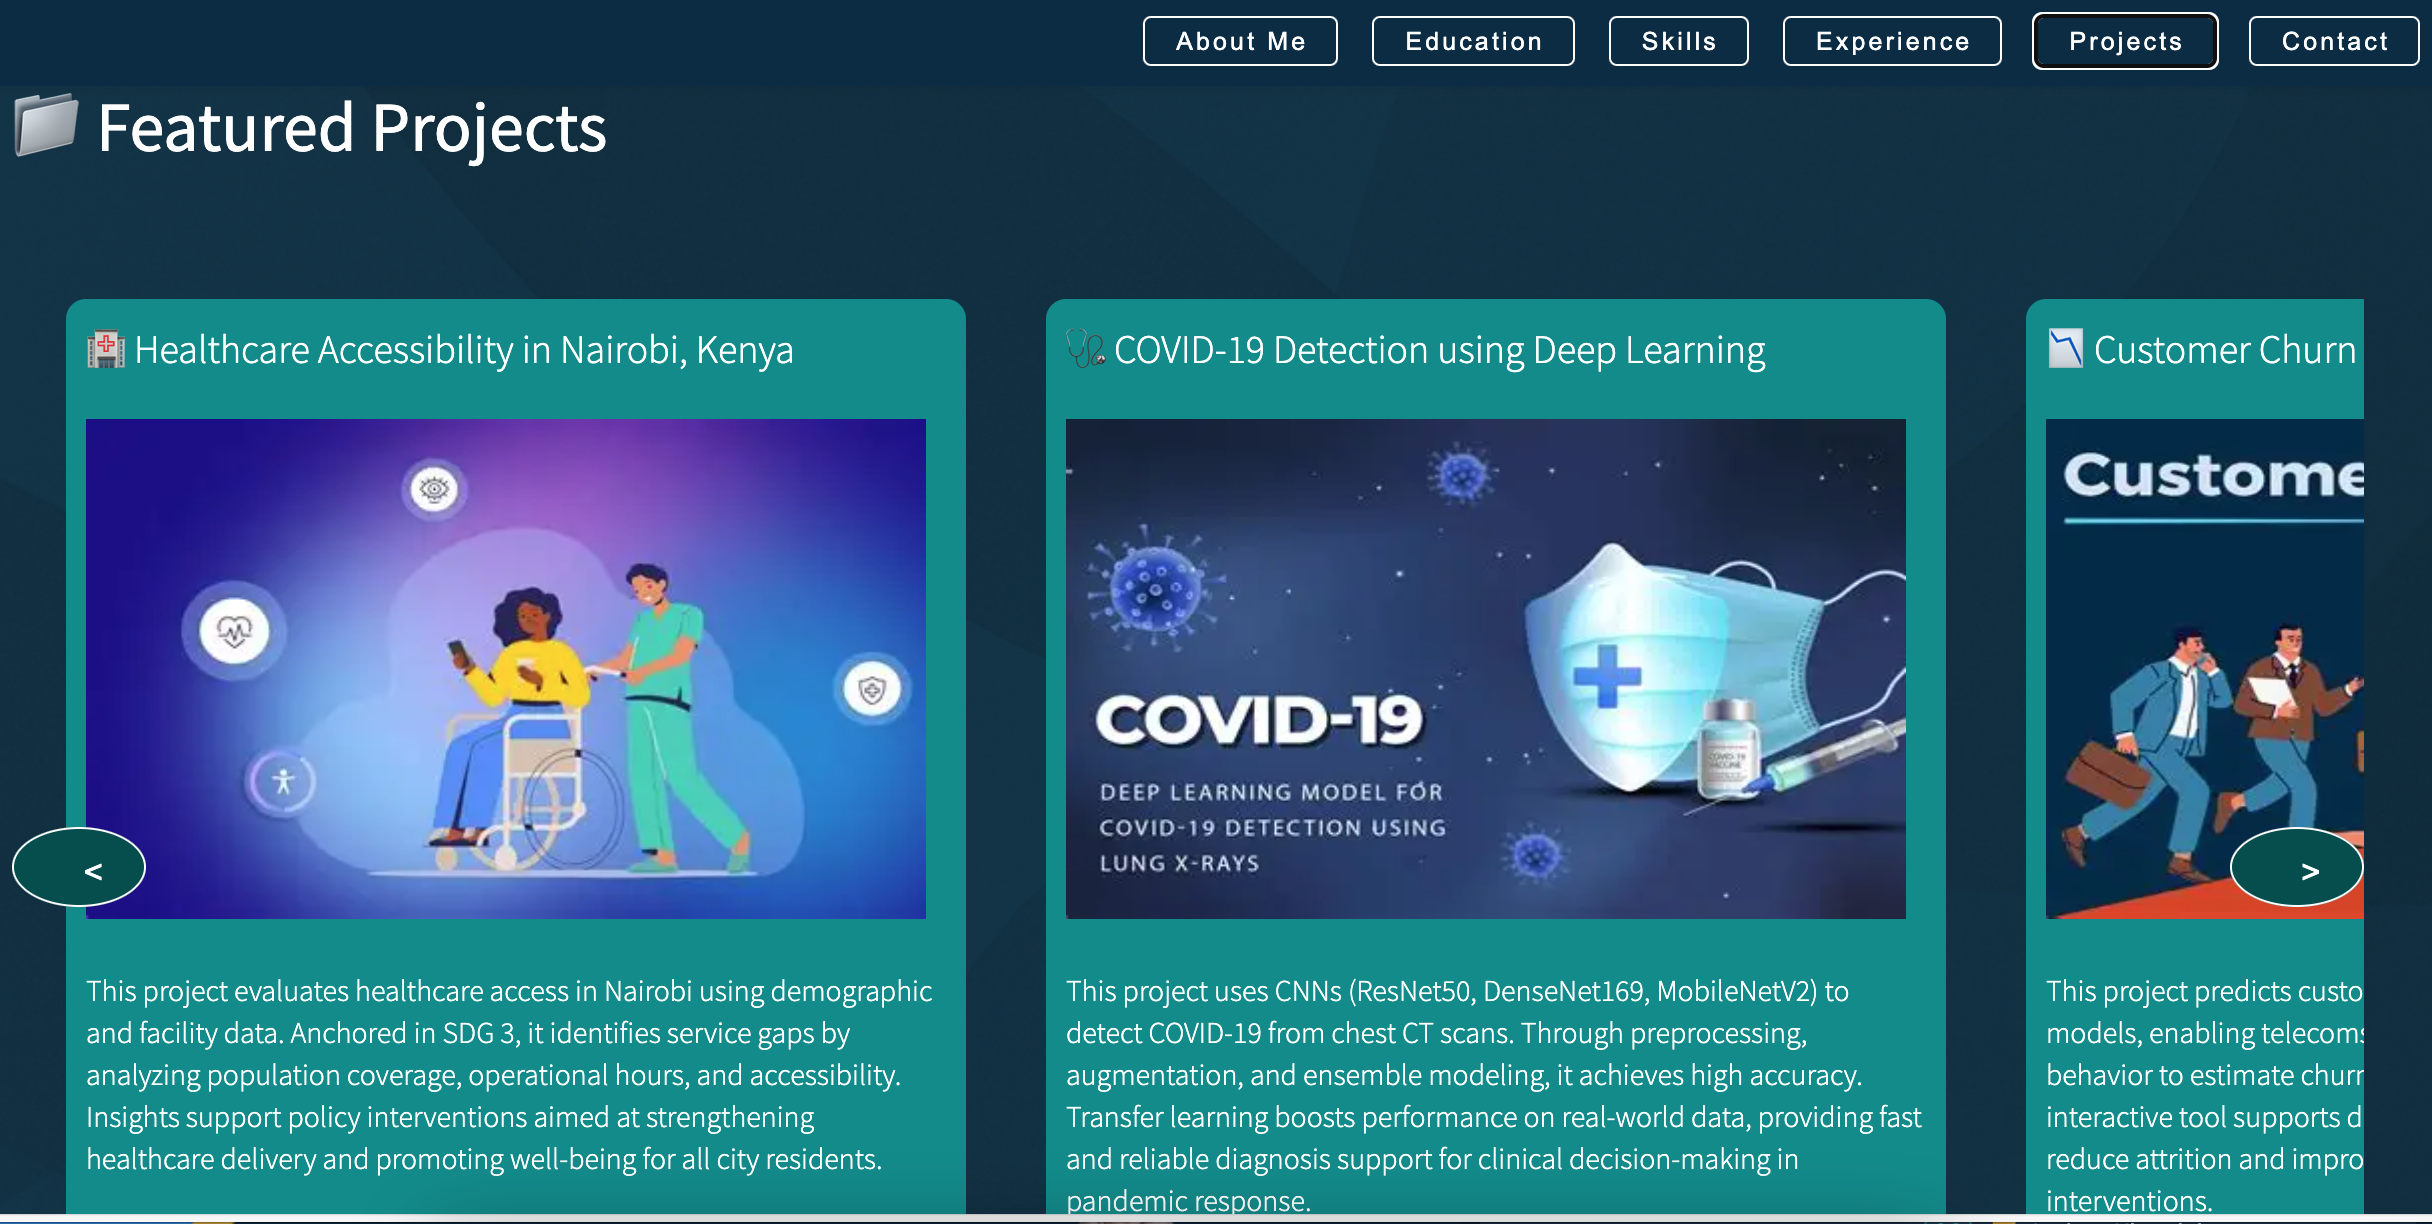 About Me
Education
Skills
Experience
Projects
Contact
Featured Projects
Healthcare Accessibility in Nairobi, Kenya
This project evaluates healthcare access in Nairobi using demographic
and facility data. Anchored in SDG 3, it identifies service gaps by
analyzing population coverage, operational hours, and accessibility.
Insights support policy interventions aimed at strengthening
healthcare delivery and promoting well-being for all city residents.
COVID-19 Detection using Deep Learning
COVID-19
DEEP LEARNING MODEL FOR
COVID-19 DETECTION USING
LUNG X-RAYS
COVID-19
VACCINE
This project uses CNNs (ResNet50, DenseNet169, MobileNetV2) to
detect COVID-19 from chest CT scans. Through preprocessing,
augmentation, and ensemble modeling, it achieves high accuracy.
Transfer learning boosts performance on real-world data, providing fast
and reliable diagnosis support for clinical decision-making in
pandemic response.
Customer Churn
Custome
This project predicts custo
models, enabling telecoms
behavior to estimate churn
interactive tool supports d
reduce attrition and impro
interventions.
<
>